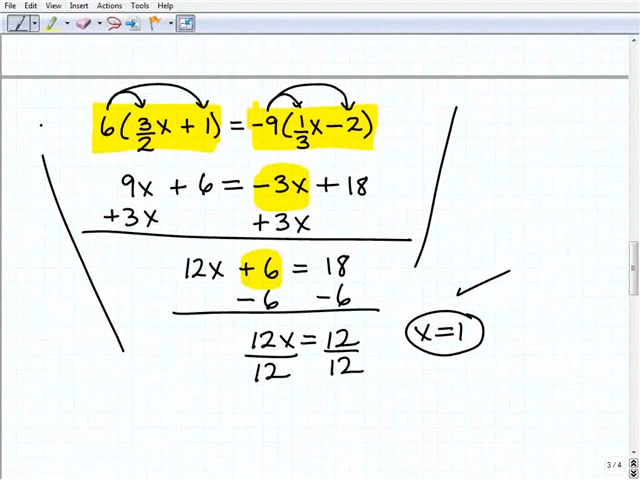 File Edit View Insert Actions Tools Help
6(3/2x + 1) = -9(1/3x - 2)
9x + 6 = -3x + 18
+3x +3x
12x + 6 = 18
-6 -6
12x = 12
12 12
x = 1
3 / 4